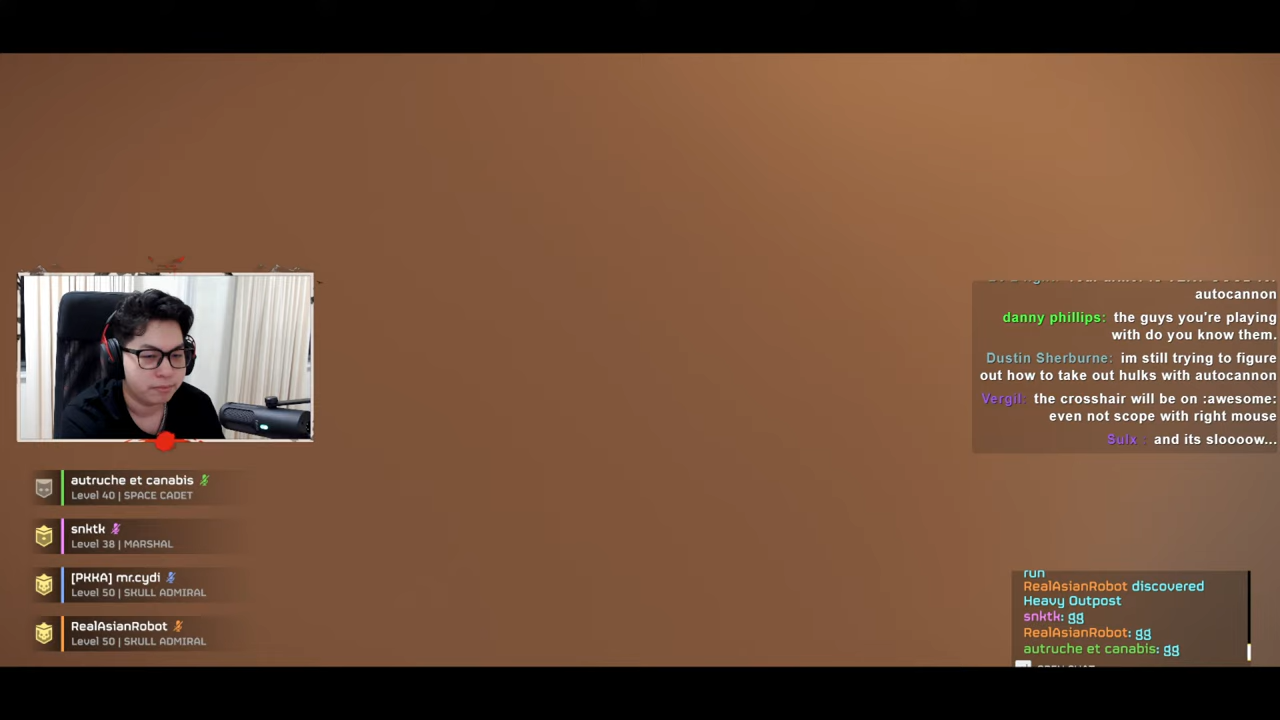 autocannon
danny phillips: the guys you're playing
with do you know them.
Dustin Sherburne: im still trying to figure
out how to take out hulks with autocannon
Vergil: the crosshair will be on :awesome:
even not scope with right mouse
Sulx : and its sloooow...
autruche et canabis
Level 40 | SPACE CADET
snktk
Level 38 | MARSHAL
[PKKA] mr.cydi
Level 50 | SKULL ADMIRAL
RealAsianRobot
Level 50 | SKULL ADMIRAL
run
RealAsianRobot discovered
Heavy Outpost
snktk: gg
RealAsianRobot: gg
autruche et canabis: gg